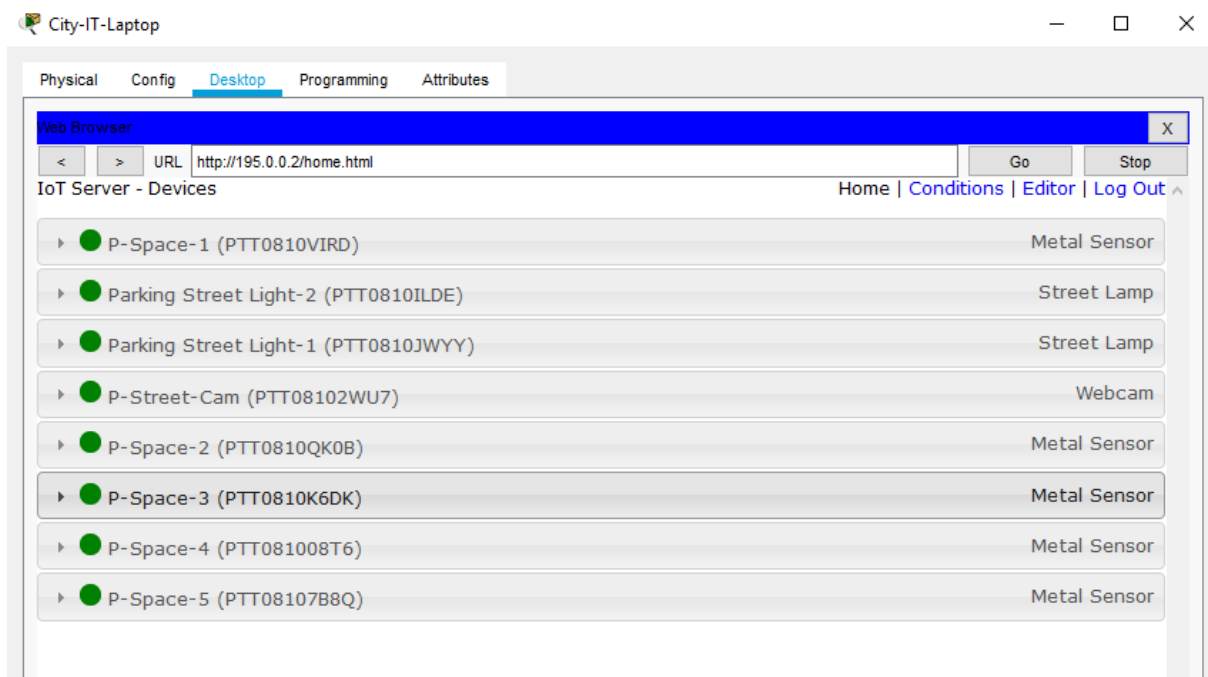 City-IT-Laptop
Physical Config Desktop Programming Attributes
Web Browser X
< > URL http://195.0.0.2/home.html Go Stop
IoT Server - Devices Home | Conditions | Editor | Log Out
P-Space-1 (PTT0810VIRD) Metal Sensor
Parking Street Light-2 (PTT0810ILDE) Street Lamp
Parking Street Light-1 (PTT0810JWYY) Street Lamp
P-Street-Cam (PTT08102WU7) Webcam
P-Space-2 (PTT0810QK0B) Metal Sensor
P-Space-3 (PTT0810K6DK) Metal Sensor
P-Space-4 (PTT081008T6) Metal Sensor
P-Space-5 (PTT08107B8Q) Metal Sensor